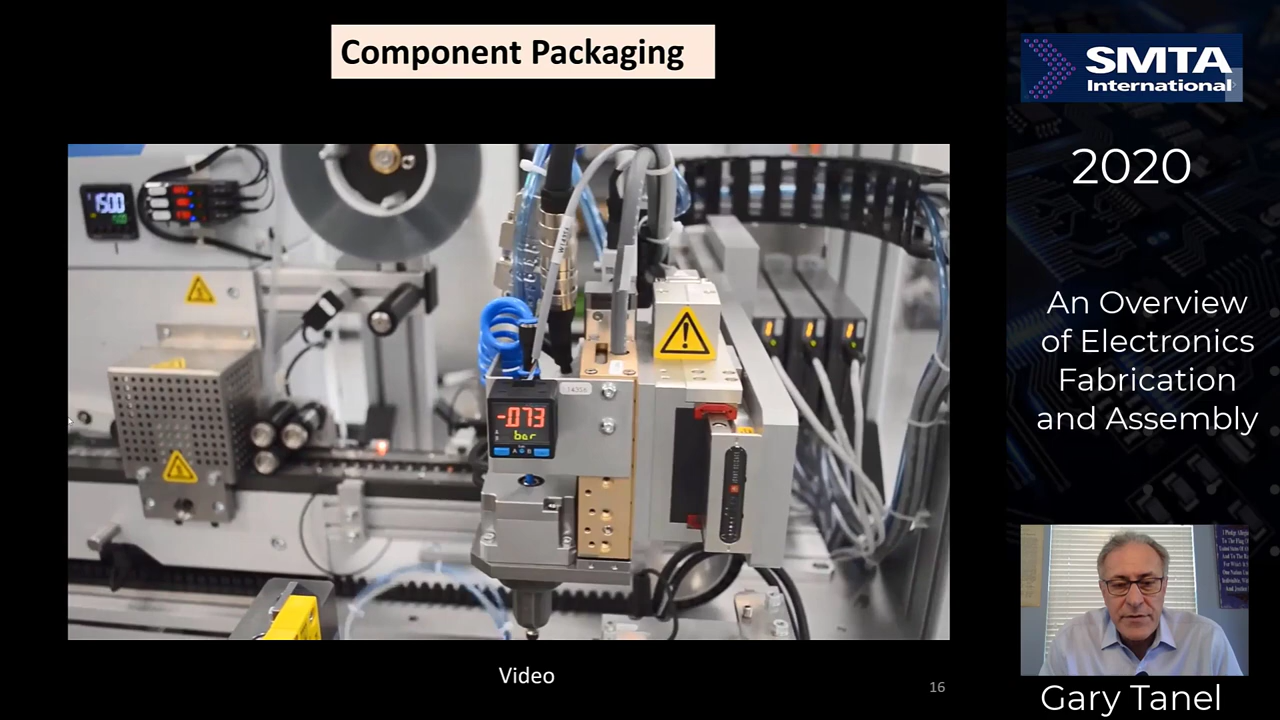 Component Packaging
1500
-.073
bar
A
B
Video
16
SMTA
International
2020
An Overview
of Electronics
Fabrication
and Assembly
Gary Tanel